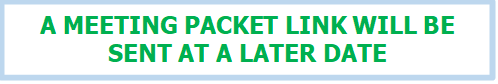 A MEETING PACKET LINK WILL BE
SENT AT A LATER DATE